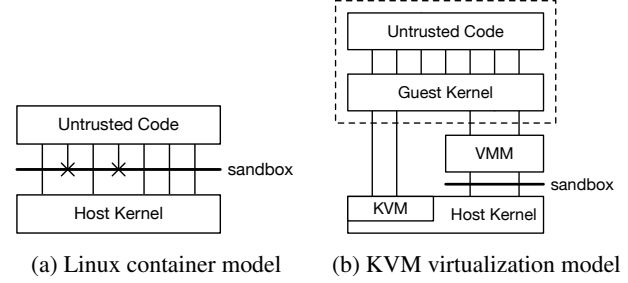 Untrusted Code
sandbox
Host Kernel
(a) Linux container model
Untrusted Code
Guest Kernel
VMM
sandbox
KVM
Host Kernel
(b) KVM virtualization model